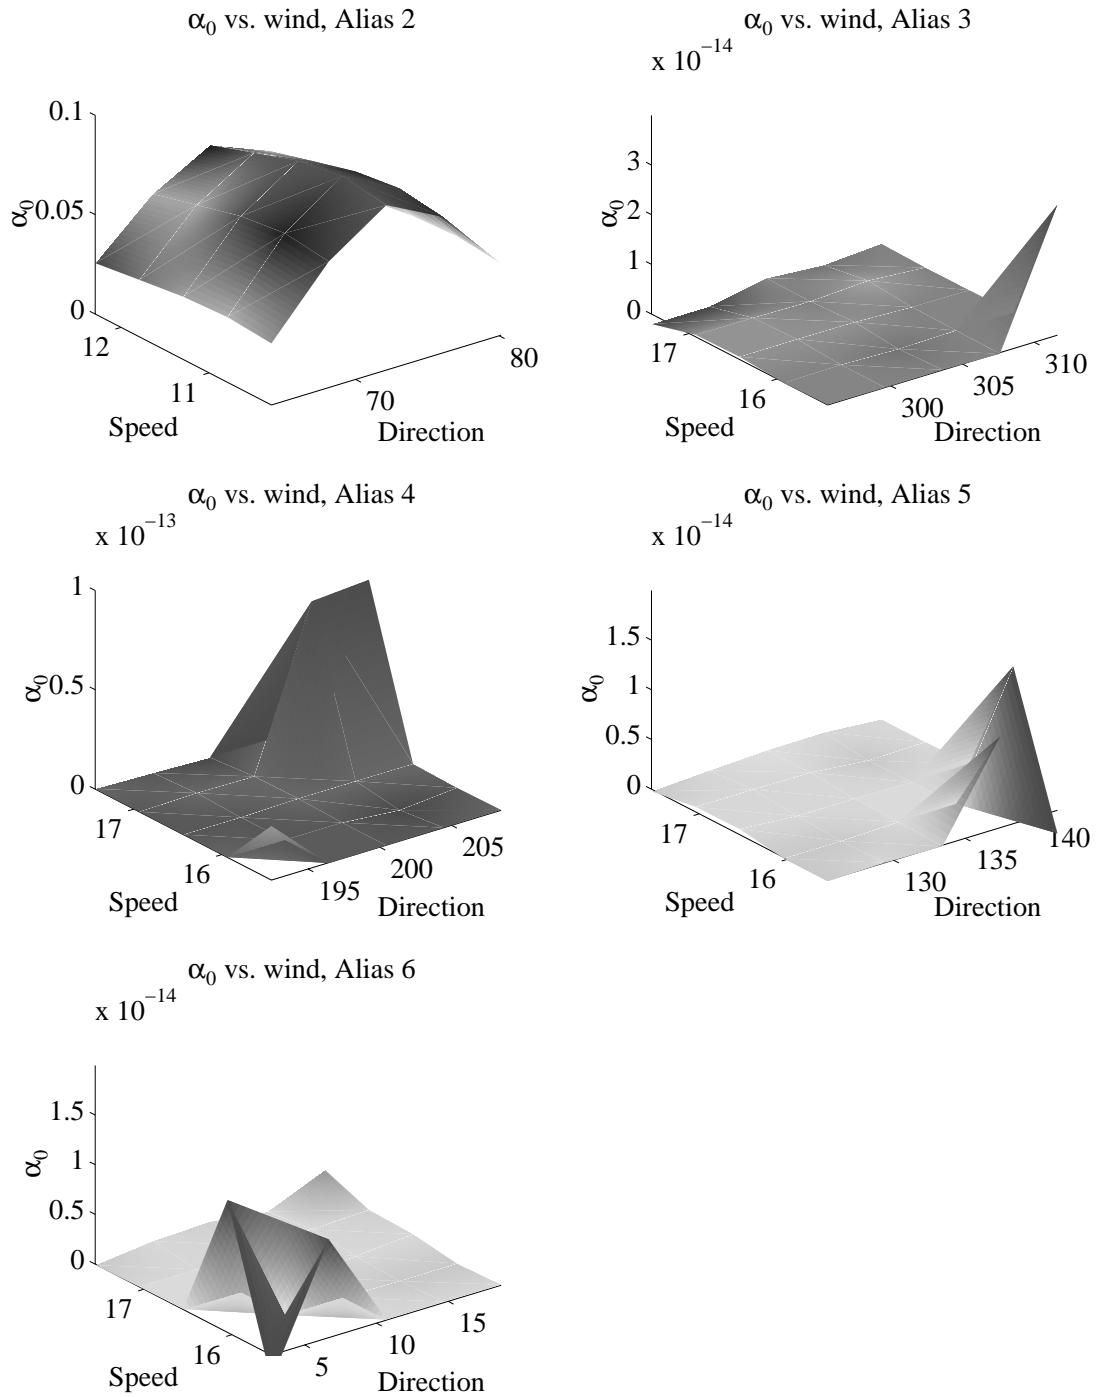 α0 vs. wind, Alias 2
0.1
0.05
0
α0
12
11
Speed
70
80
Direction
α0 vs. wind, Alias 3
x 10−14
3
2
1
0
α0
17
16
Speed
300
305
310
Direction
α0 vs. wind, Alias 4
x 10−13
1
0.5
0
α0
17
16
Speed
195
200
205
Direction
α0 vs. wind, Alias 5
x 10−14
1.5
1
0.5
0
α0
17
16
Speed
130
135
140
Direction
α0 vs. wind, Alias 6
x 10−14
1.5
1
0.5
0
α0
17
16
Speed
5
10
15
Direction